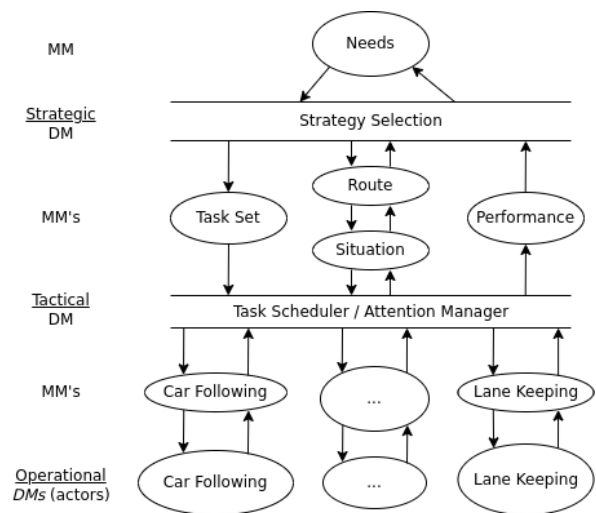 MM
Needs
Strategic
DM
Strategy Selection
Route
MM's
Task Set
Performance
Situation
Tactical
DM
Task Scheduler / Attention Manager
MM's
Car Following
...
Lane Keeping
Operational
DMs (actors)
Car Following
...
Lane Keeping